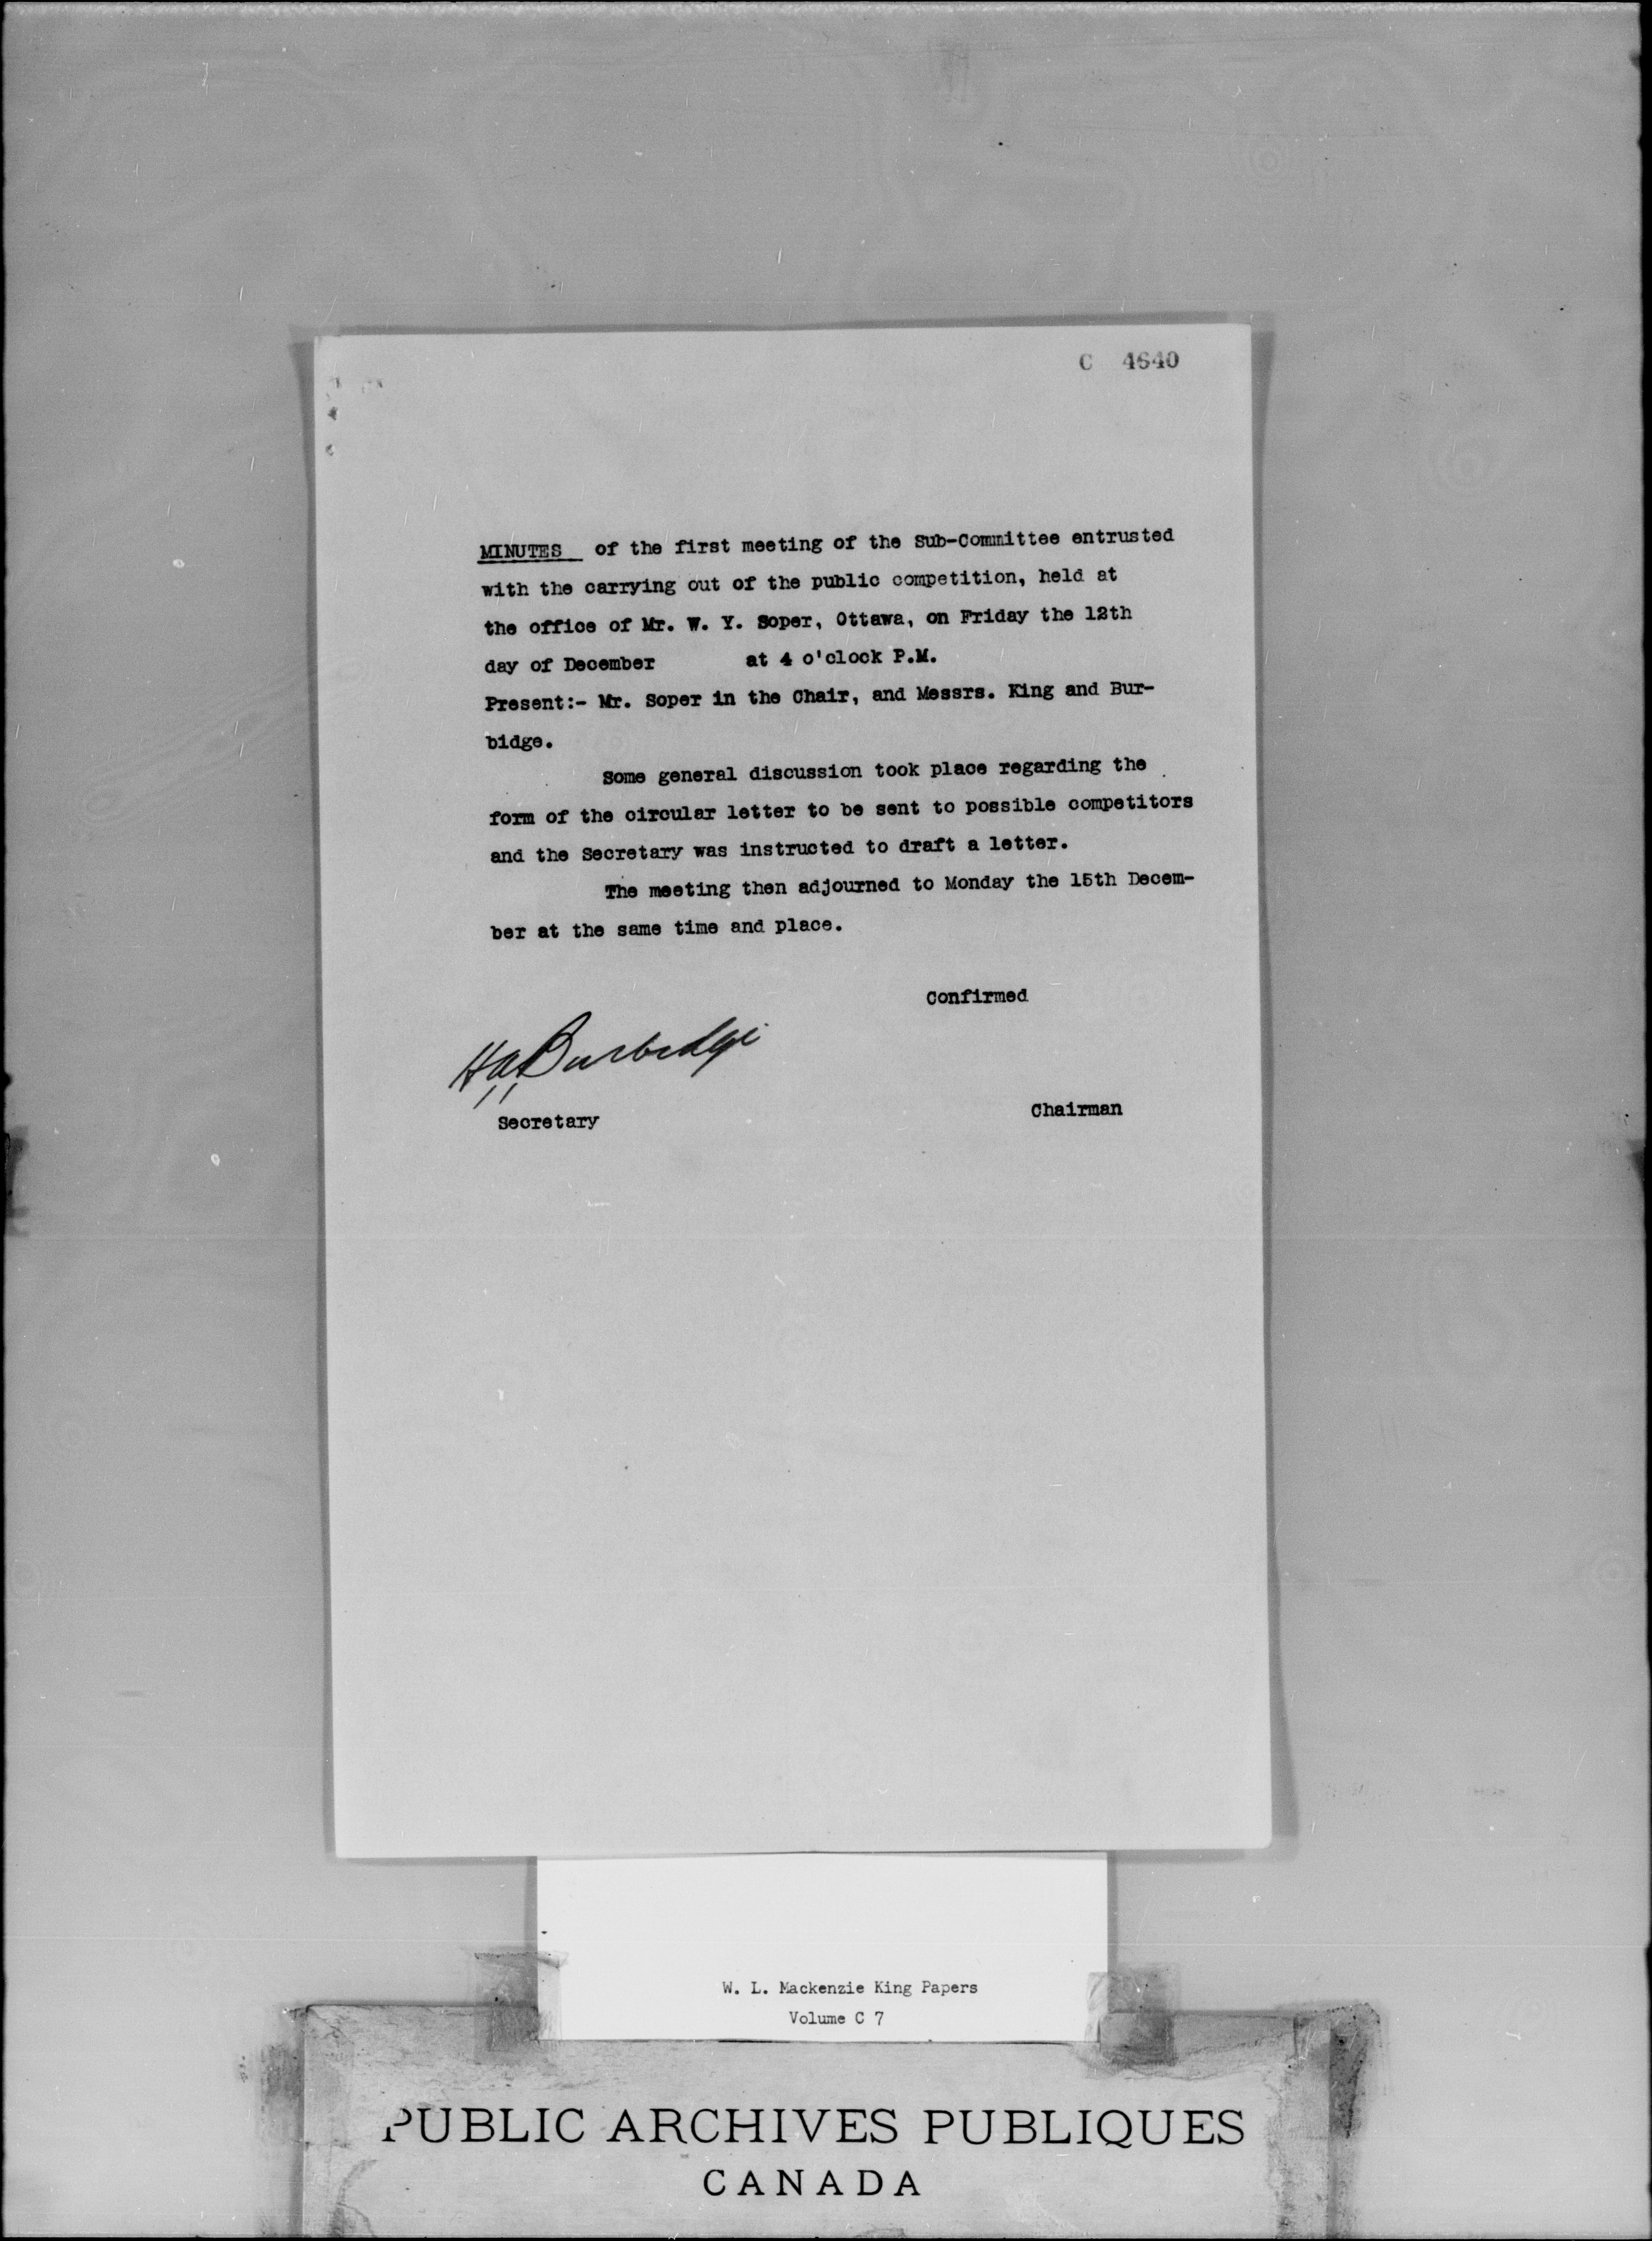 C 4640
MINUTES of the first meeting of the Sub-Committee entrusted
with the carrying out of the public competition, held at
the office of Mr. W. Y. Soper, Ottawa, on Friday the 12th
day of December at 4 o'clock P.M.
Present:- Mr. Soper in the Chair, and Messrs. King and Bur-
bidge.
Some general discussion took place regarding the
form of the circular letter to be sent to possible competitors
and the Secretary was instructed to draft a letter.
The meeting then adjourned to Monday the 15th Decem-
ber at the same time and place.
Confirmed
H A Burbidge
Secretary
Chairman
W. L. Mackenzie King Papers
Volume C 7
PUBLIC ARCHIVES PUBLIQUES
CANADA